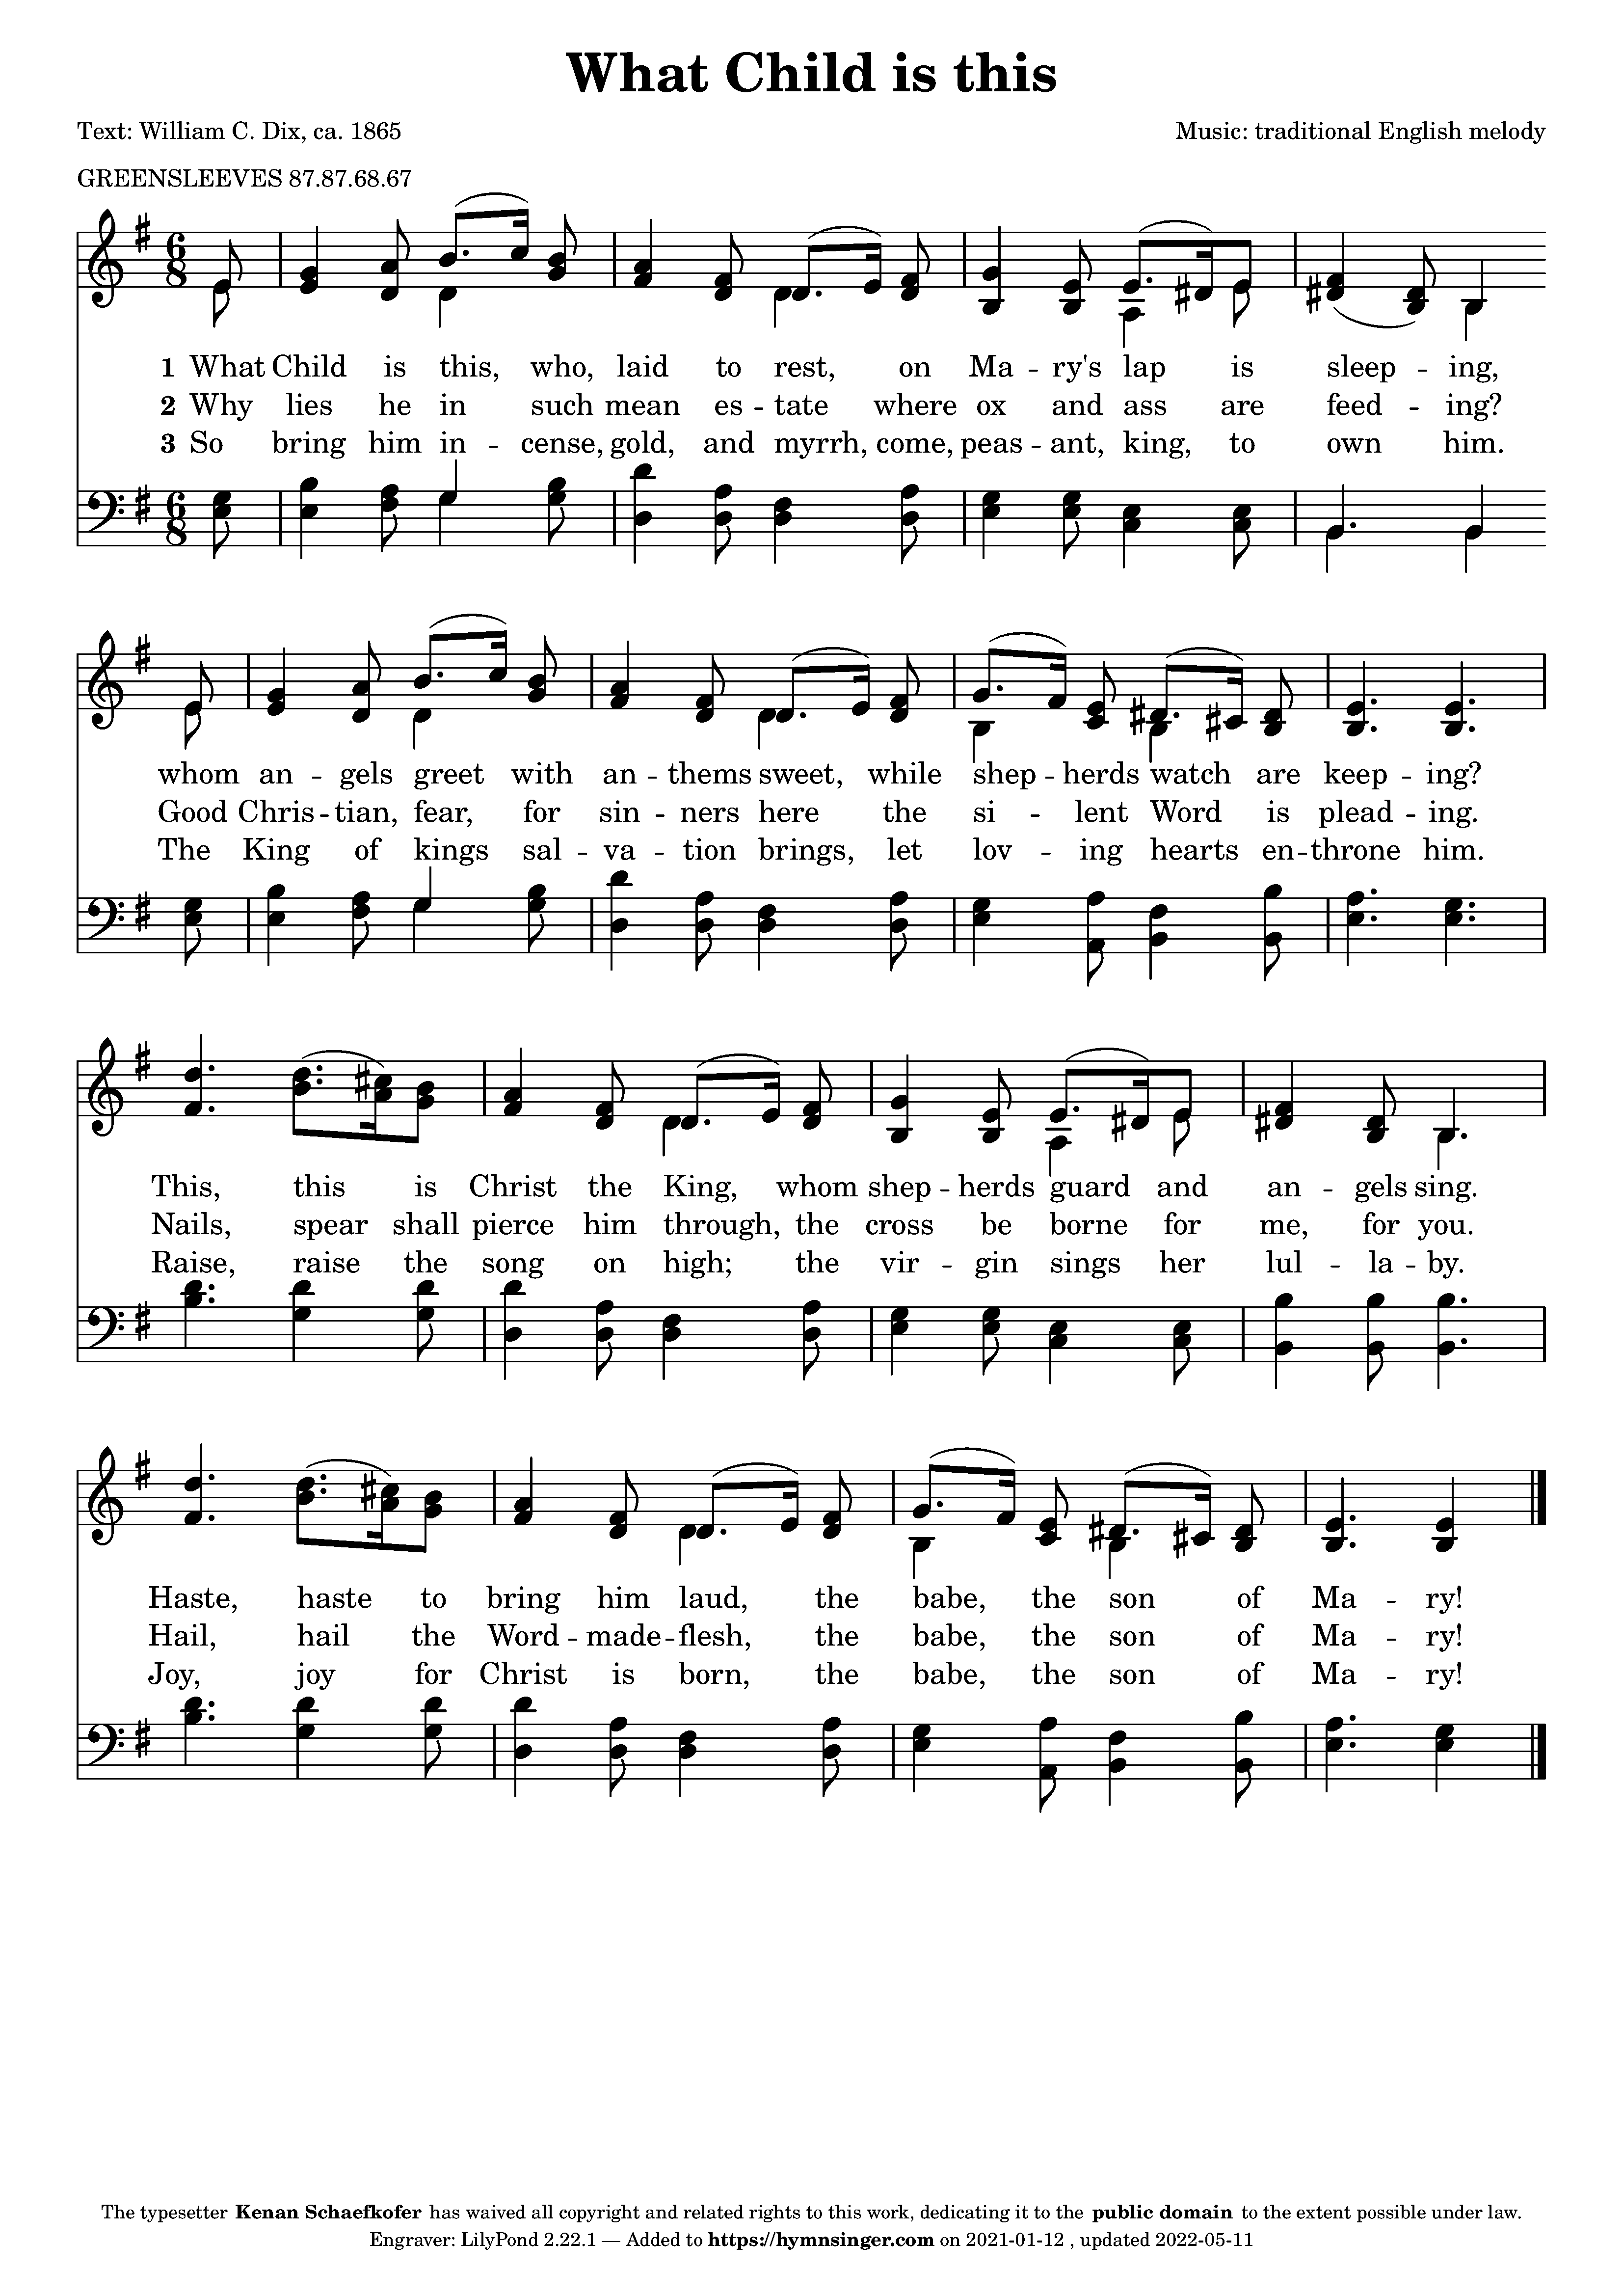 What Child is this
Text: William C. Dix, ca. 1865
Music: traditional English melody
GREENSLEEVES 87.87.68.67
6 8
1 What Child is this, who, laid to rest, on Ma -- ry's lap is sleep -- ing,
2 Why lies he in such mean es -- tate where ox and ass are feed -- ing?
3 So bring him in -- cense, gold, and myrrh, come, peas -- ant, king, to own him.
6 8
whom an -- gels greet with an -- thems sweet, while shep -- herds watch are keep -- ing?
Good Chris -- tian, fear, for sin -- ners here the si -- lent Word is plead -- ing.
The King of kings sal -- va -- tion brings, let lov -- ing hearts en -- throne him.
This, this is Christ the King, whom shep -- herds guard and an -- gels sing.
Nails, spear shall pierce him through, the cross be borne for me, for you.
Raise, raise the song on high; the vir -- gin sings her lul -- la -- by.
Haste, haste to bring him laud, the babe, the son of Ma -- ry!
Hail, hail the Word -- made -- flesh, the babe, the son of Ma -- ry!
Joy, joy for Christ is born, the babe, the son of Ma -- ry!
The typesetter Kenan Schaefkofer has waived all copyright and related rights to this work, dedicating it to the public domain to the extent possible under law.
Engraver: LilyPond 2.22.1 — Added to https://hymnsinger.com on 2021-01-12 , updated 2022-05-11